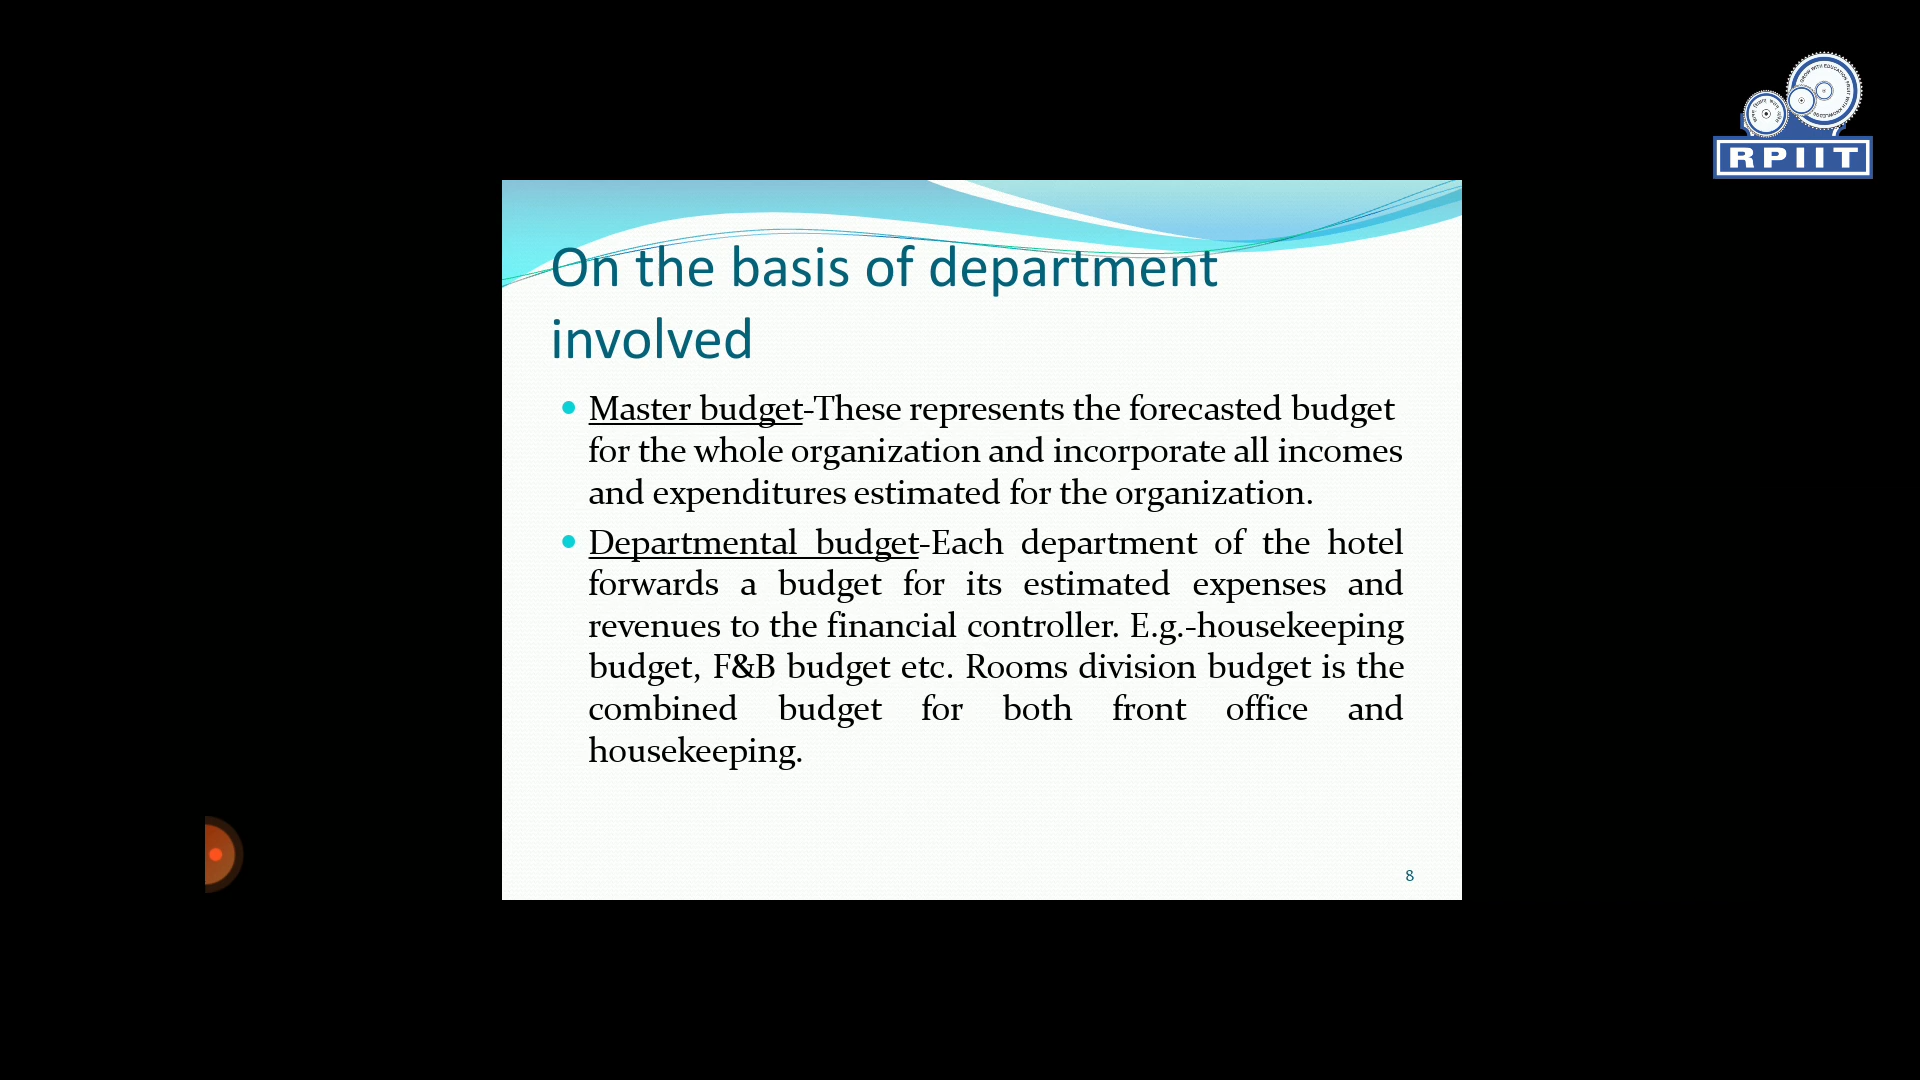 RPIIT
On the basis of department
involved
Master budget-These represents the forecasted budget
for the whole organization and incorporate all incomes
and expenditures estimated for the organization.
Departmental budget-Each department of the hotel
forwards a budget for its estimated expenses and
revenues to the financial controller. E.g.-housekeeping
budget, F&B budget etc. Rooms division budget is the
combined budget for both front office and
housekeeping.
8